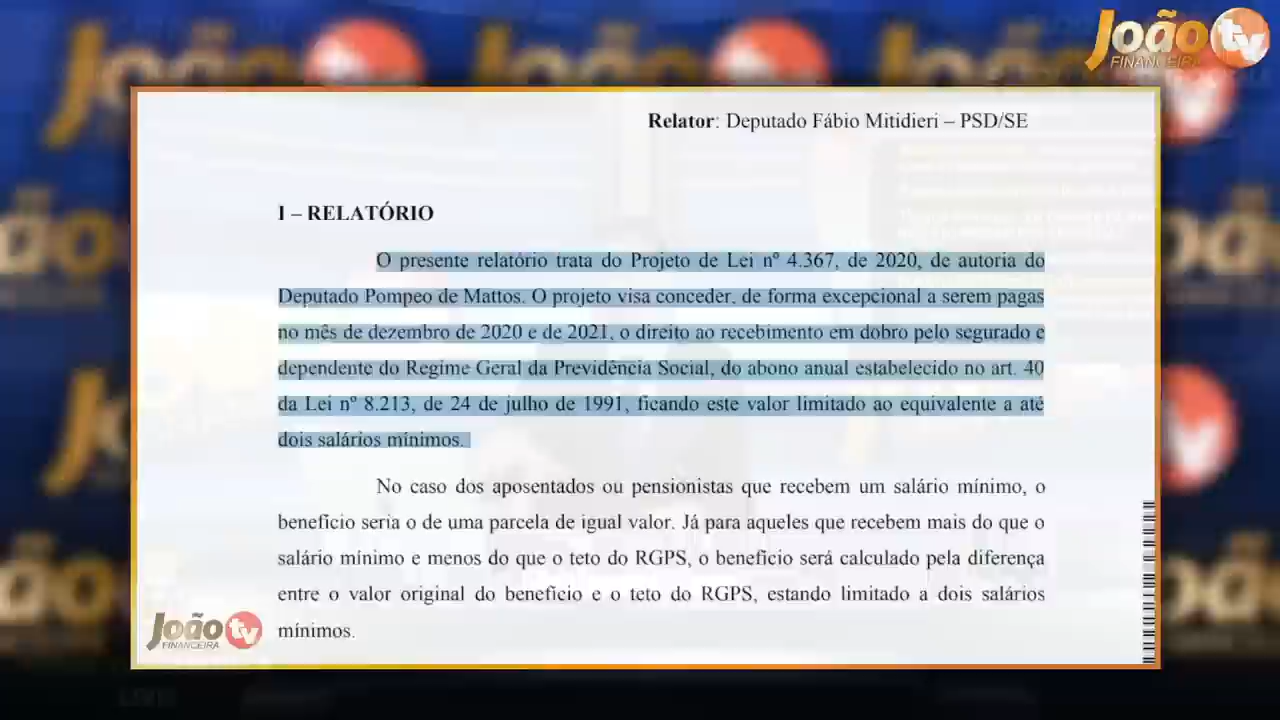 João tv
FINANCEIRA
Relator: Deputado Fábio Mitidieri – PSD/SE
I – RELATÓRIO
O presente relatório trata do Projeto de Lei nº 4.367, de 2020, de autoria do
Deputado Pompeo de Mattos. O projeto visa conceder, de forma excepcional a serem pagas
no mês de dezembro de 2020 e de 2021, o direito ao recebimento em dobro pelo segurado e
dependente do Regime Geral da Previdência Social, do abono anual estabelecido no art. 40
da Lei nº 8.213, de 24 de julho de 1991, ficando este valor limitado ao equivalente a até
dois salários mínimos.
No caso dos aposentados ou pensionistas que recebem um salário mínimo, o
benefício seria o de uma parcela de igual valor. Já para aqueles que recebem mais do que o
salário mínimo e menos do que o teto do RGPS, o benefício será calculado pela diferença
entre o valor original do benefício e o teto do RGPS, estando limitado a dois salários
mínimos.
João tv
FINANCEIRA